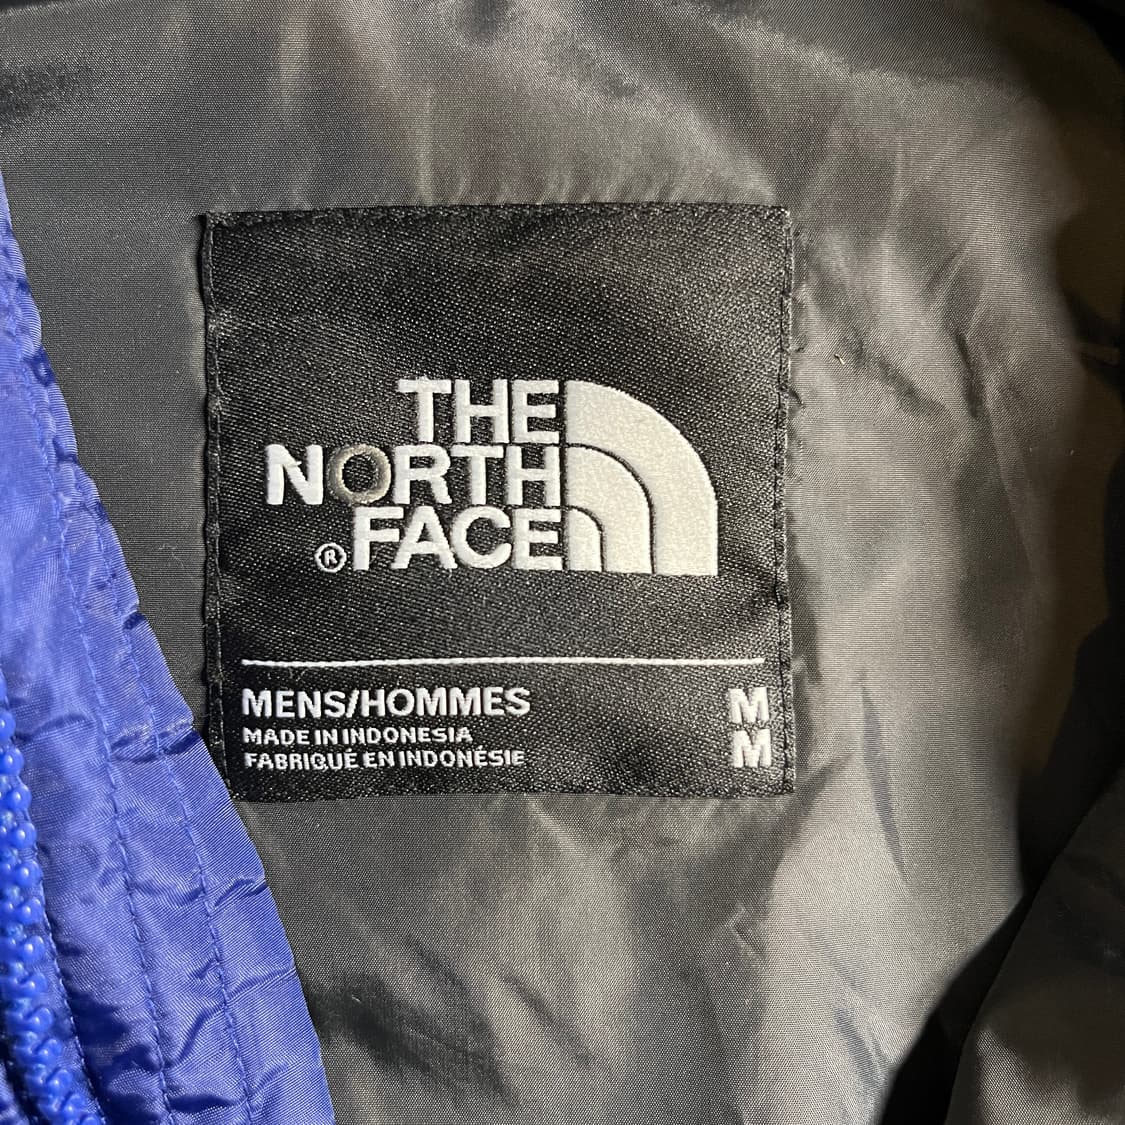 THE
NORTH
® FACE
MENS/HOMMES M
MADE IN INDONESIA M
FABRIQUÉ EN INDONÉSIE